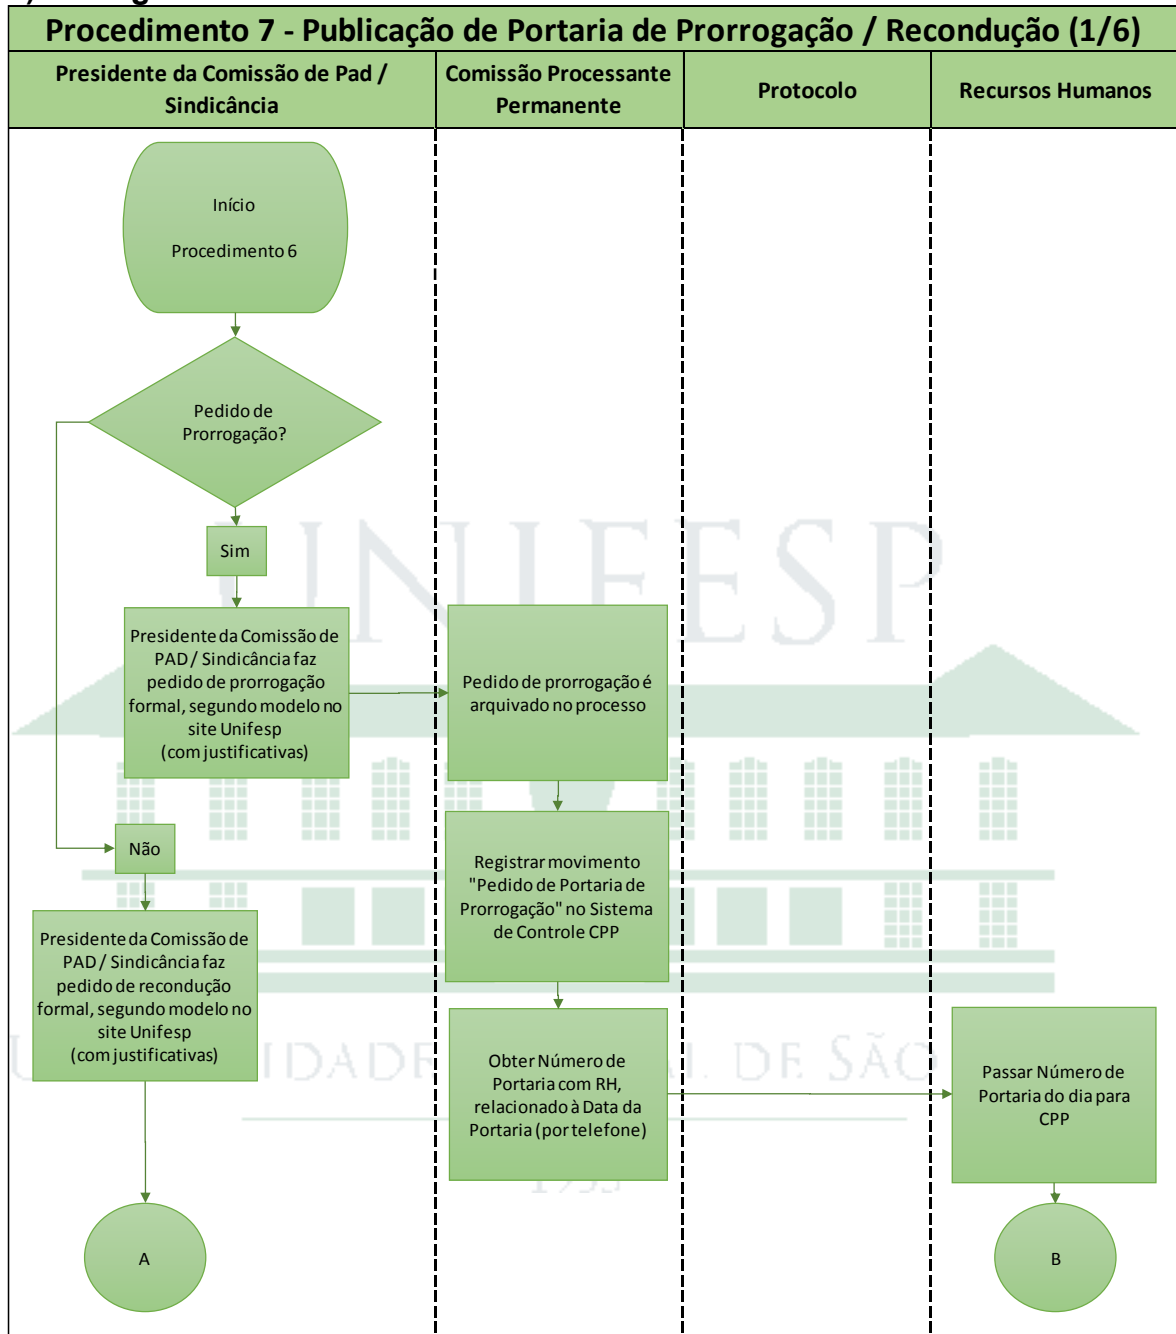 Procedimento 7 - Publicação de Portaria de Prorrogação / Recondução (1/6)
Presidente da Comissão de Pad /
Sindicância
Comissão Processante
Permanente
Protocolo
Recursos Humanos
Início
Procedimento 6
Pedido de
Prorrogação?
Sim
Presidente da Comissão de
PAD / Sindicância faz
pedido de prorrogação
formal, segundo modelo no
site Unifesp
(com justificativas)
Pedido de prorrogação é
arquivado no processo
Não
Registrar movimento
"Pedido de Portaria de
Prorrogação" no Sistema
de Controle CPP
Presidente da Comissão de
PAD / Sindicância faz
pedido de recondução
formal, segundo modelo no
site Unifesp
(com justificativas)
Obter Número de
Portaria com RH,
relacionado à Data da
Portaria (por telefone)
Passar Número de
Portaria do dia para
CPP
A
B
UNIFESP
DE SÃO